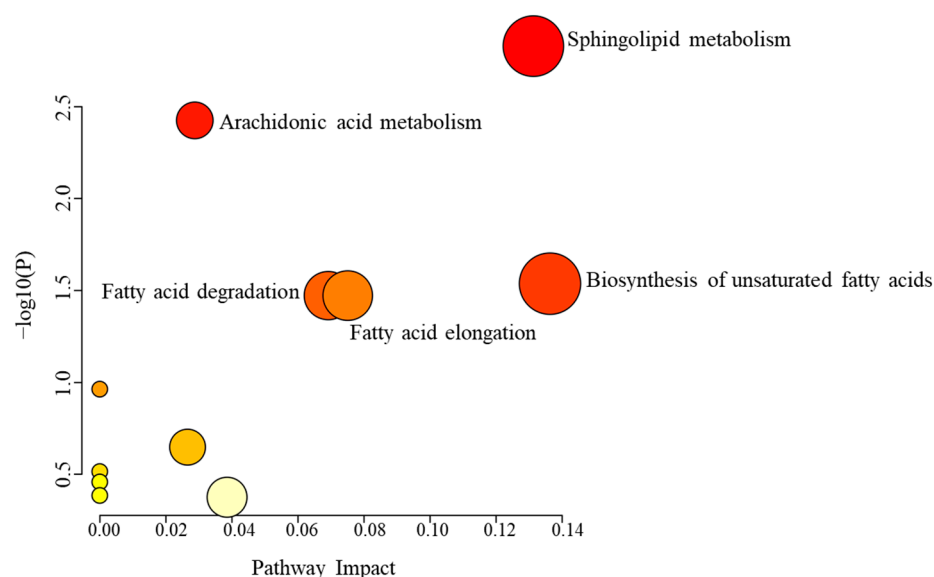 Sphingolipid metabolism
2.5
Arachidonic acid metabolism
2.0
−log10(P)
1.5
Fatty acid degradation
Biosynthesis of unsaturated fatty acids
Fatty acid elongation
1.0
0.5
0.00 0.02 0.04 0.06 0.08 0.10 0.12 0.14
Pathway Impact